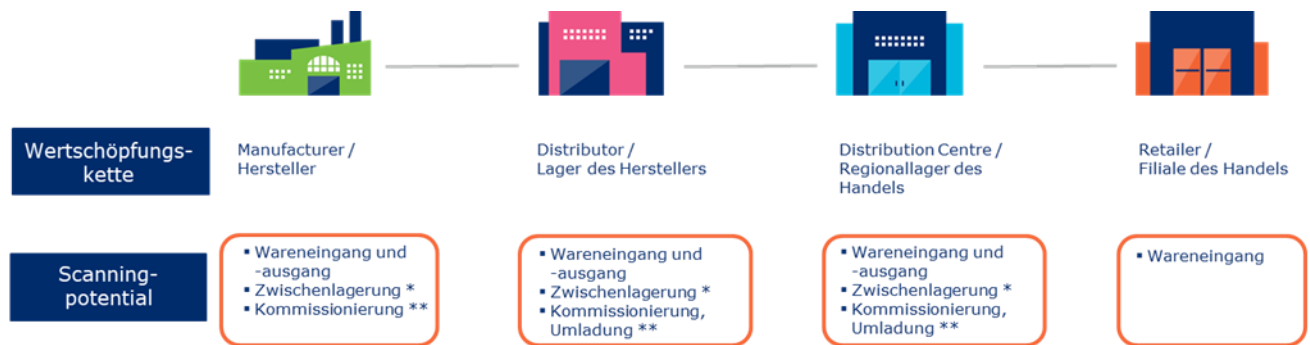 Wertschöpfungs-
kette
Manufacturer /
Hersteller
Distributor /
Lager des Herstellers
Distribution Centre /
Regionallager des
Handels
Retailer /
Filiale des Handels
Scanning-
potential
▪ Wareneingang und
-ausgang
▪ Zwischenlagerung *
▪ Kommissionierung **
▪ Wareneingang und
-ausgang
▪ Zwischenlagerung *
▪ Kommissionierung,
Umladung **
▪ Wareneingang und
-ausgang
▪ Zwischenlagerung *
▪ Kommissionierung,
Umladung **
▪ Wareneingang